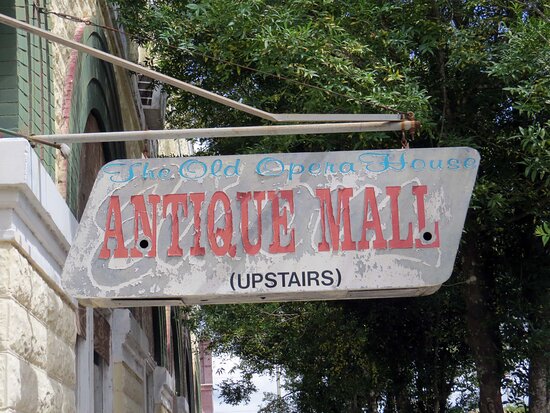 The Old Opera House
ANTIQUE MALL
(UPSTAIRS)